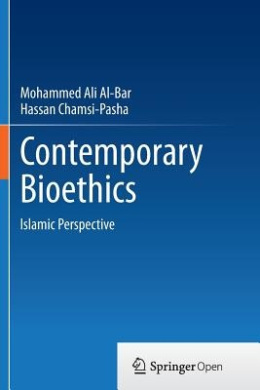 Mohammed Ali Al-Bar
Hassan Chamsi-Pasha
Contemporary
Bioethics
Islamic Perspective
Springer Open